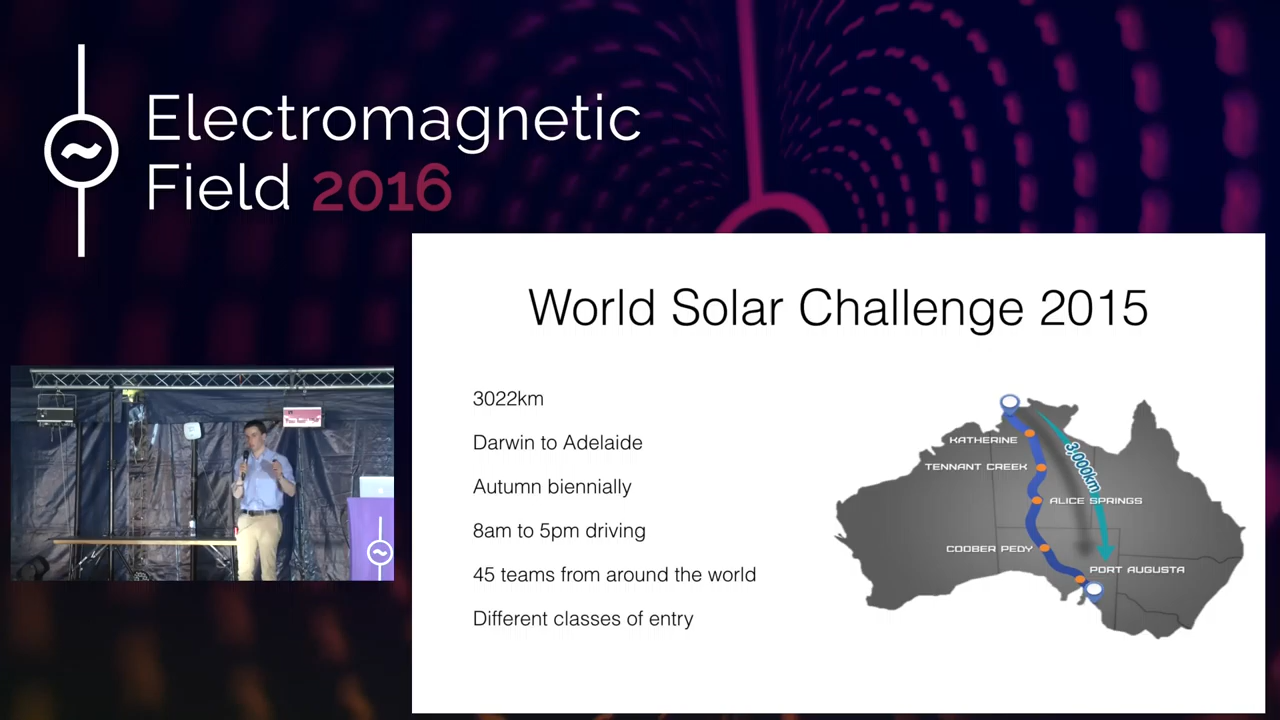 Electromagnetic
Field 2016
World Solar Challenge 2015
3022km
Darwin to Adelaide
Autumn biennially
8am to 5pm driving
45 teams from around the world
Different classes of entry
KATHERINE
TENNANT CREEK
ALICE SPRINGS
COOBER PEDY
PORT AUGUSTA
3,000km